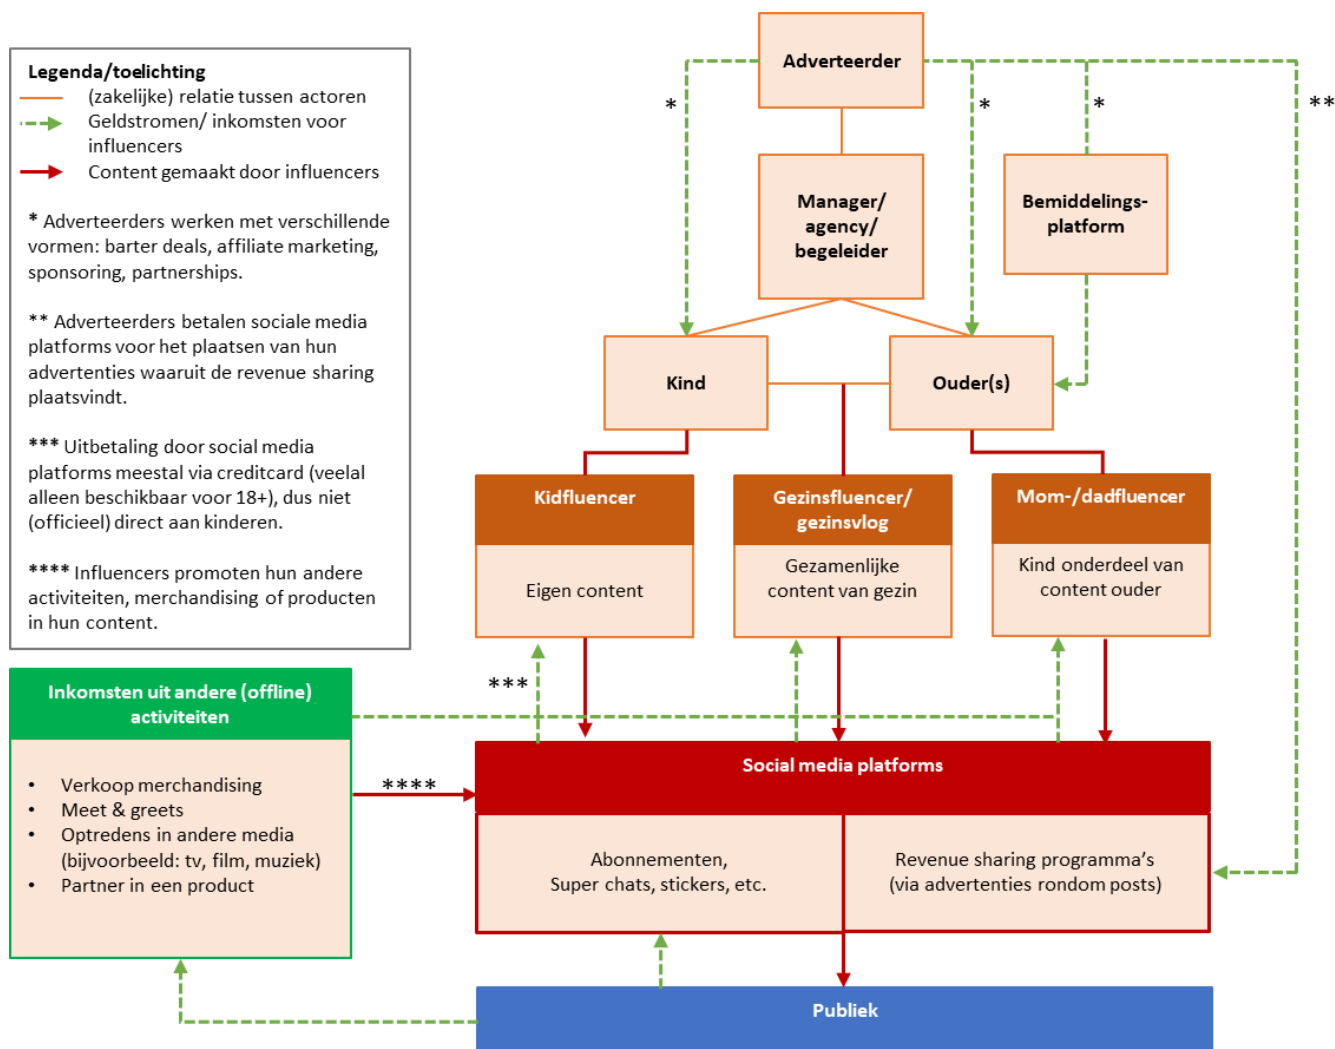 Legenda/toelichting
(zakelijke) relatie tussen actoren
Geldstromen/ inkomsten voor
influencers
Content gemaakt door influencers
* Adverteerders werken met verschillende
vormen: barter deals, affiliate marketing,
sponsoring, partnerships.
** Adverteerders betalen sociale media
platforms voor het plaatsen van hun
advertenties waaruit de revenue sharing
plaatsvindt.
*** Uitbetaling door social media
platforms meestal via creditcard (veelal
alleen beschikbaar voor 18+), dus niet
(officieel) direct aan kinderen.
**** Influencers promoten hun andere
activiteiten, merchandising of producten
in hun content.
Adverteerder
*
*
*
**
Manager/
agency/
begeleider
Bemiddelings-
platform
Kind
Ouder(s)
Kidfluencer
Eigen content
Gezinsfluencer/
gezinsvlog
Gezamenlijke
content van gezin
Mom-/dadfluencer
Kind onderdeel van
content ouder
***
Inkomsten uit andere (offline)
activiteiten
• Verkoop merchandising
• Meet & greets
• Optredens in andere media
(bijvoorbeeld: tv, film, muziek)
• Partner in een product
****
Social media platforms
Abonnementen,
Super chats, stickers, etc.
Revenue sharing programma's
(via advertenties rondom posts)
Publiek